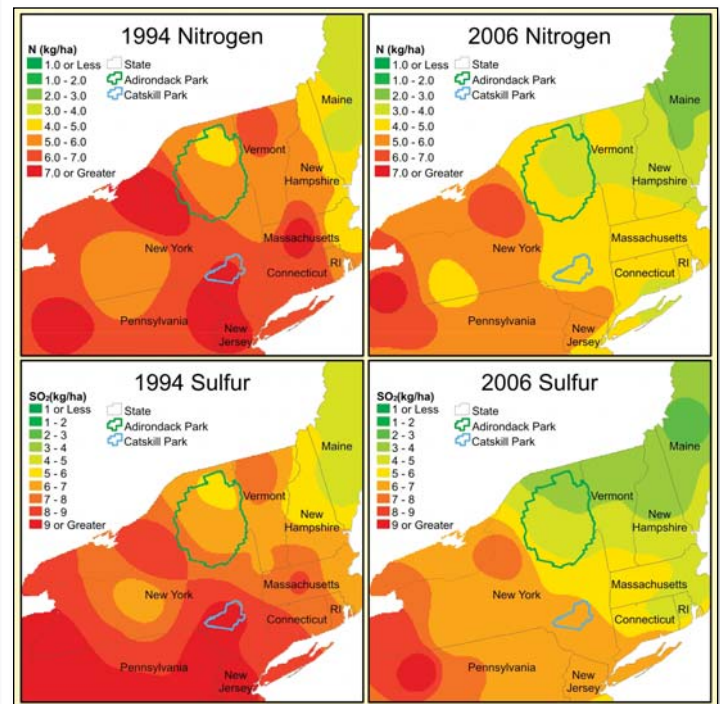 1994 Nitrogen
N (kg/ha)
1.0 or Less
1.0 - 2.0
2.0 - 3.0
3.0 - 4.0
4.0 - 5.0
5.0 - 6.0
6.0 - 7.0
7.0 or Greater
State
Adirondack Park
Catskill Park
Maine
Vermont
New
Hampshire
New York
Massachusetts
Connecticut
RI
Pennsylvania
New
Jersey
2006 Nitrogen
N (kg/ha)
1.0 or Less
1.0 - 2.0
2.0 - 3.0
3.0 - 4.0
4.0 - 5.0
5.0 - 6.0
6.0 - 7.0
7.0 or Greater
State
Adirondack Park
Catskill Park
Maine
Vermont
New
Hampshire
New York
Massachusetts
Connecticut
RI
Pennsylvania
New
Jersey
1994 Sulfur
SO₂(kg/ha)
1 or Less
1 - 2
2 - 3
3 - 4
4 - 5
5 - 6
6 - 7
7 - 8
8 - 9
9 or Greater
State
Adirondack Park
Catskill Park
Maine
Vermont
New
Hampshire
New York
Massachusetts
Connecticut
RI
Pennsylvania
New
Jersey
2006 Sulfur
SO₂(kg/ha)
1 or Less
1 - 2
2 - 3
3 - 4
4 - 5
5 - 6
6 - 7
7 - 8
8 - 9
9 or Greater
State
Adirondack Park
Catskill Park
Maine
Vermont
New
Hampshire
New York
Massachusetts
Connecticut
RI
Pennsylvania
New
Jersey